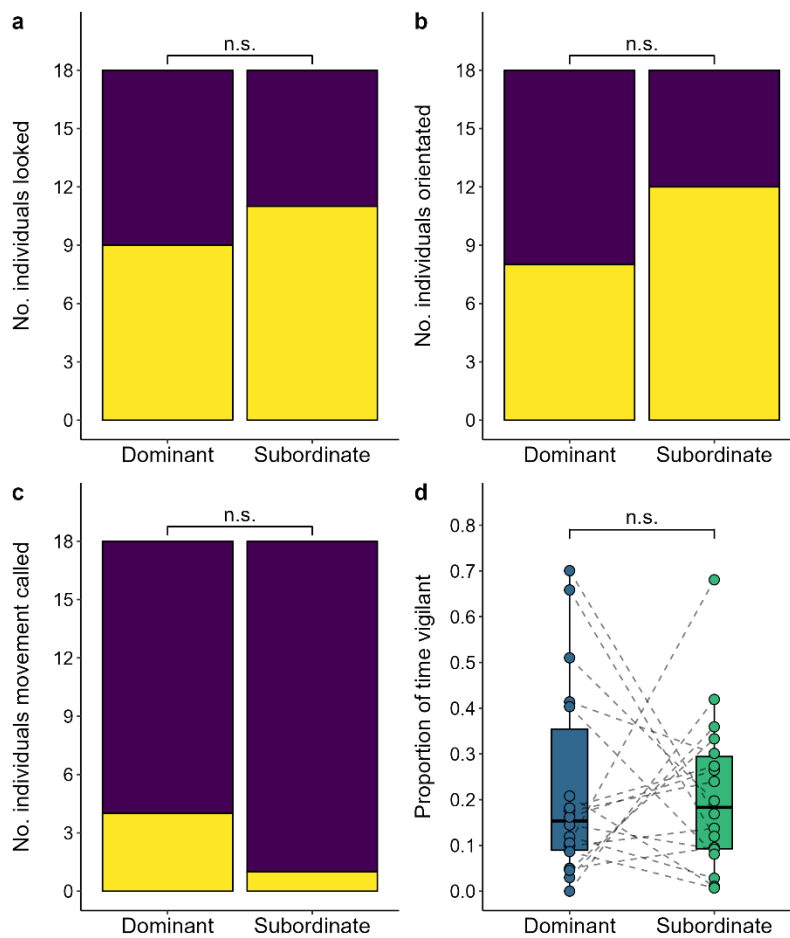 a
n.s.
No. individuals looked
18
15
12
9
6
3
0
Dominant Subordinate
b
n.s.
No. individuals orientated
18
15
12
9
6
3
0
Dominant Subordinate
c
n.s.
No. individuals movement called
18
15
12
9
6
3
0
Dominant Subordinate
d
n.s.
Proportion of time vigilant
0.8
0.7
0.6
0.5
0.4
0.3
0.2
0.1
0.0
Dominant Subordinate